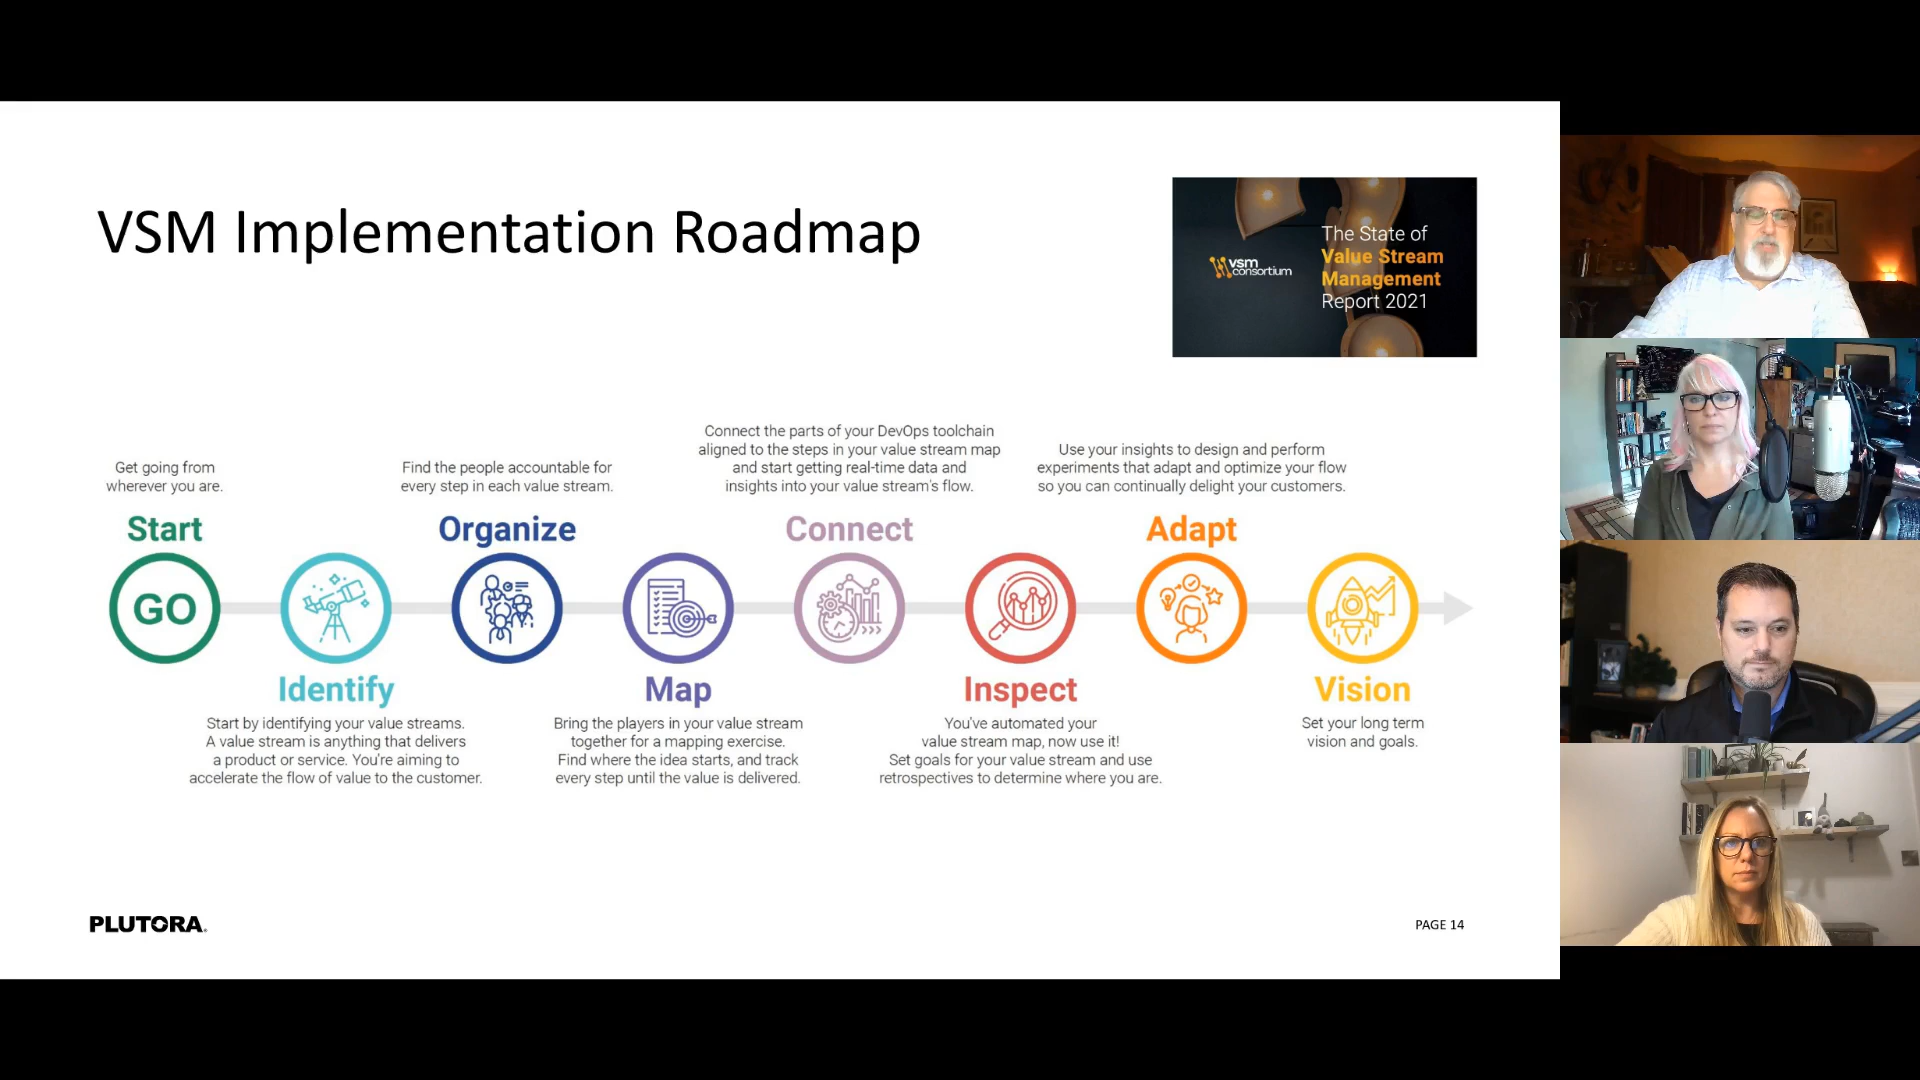 VSM Implementation Roadmap
vsm
consortium
The State of
Value Stream
Management
Report 2021
Get going from
wherever you are.
Start
GO
Identify
Start by identifying your value streams.
A value stream is anything that delivers
a product or service. You're aiming to
accelerate the flow of value to the customer.
Find the people accountable for
every step in each value stream.
Organize
Map
Bring the players in your value stream
together for a mapping exercise.
Find where the idea starts, and track
every step until the value is delivered.
Connect the parts of your DevOps toolchain
aligned to the steps in your value stream map
and start getting real-time data and
insights into your value stream's flow.
Connect
Inspect
You've automated your
value stream map, now use it!
Set goals for your value stream and use
retrospectives to determine where you are.
Use your insights to design and perform
experiments that adapt and optimize your flow
so you can continually delight your customers.
Adapt
Vision
Set your long term
vision and goals.
PLUTORA
PAGE 14